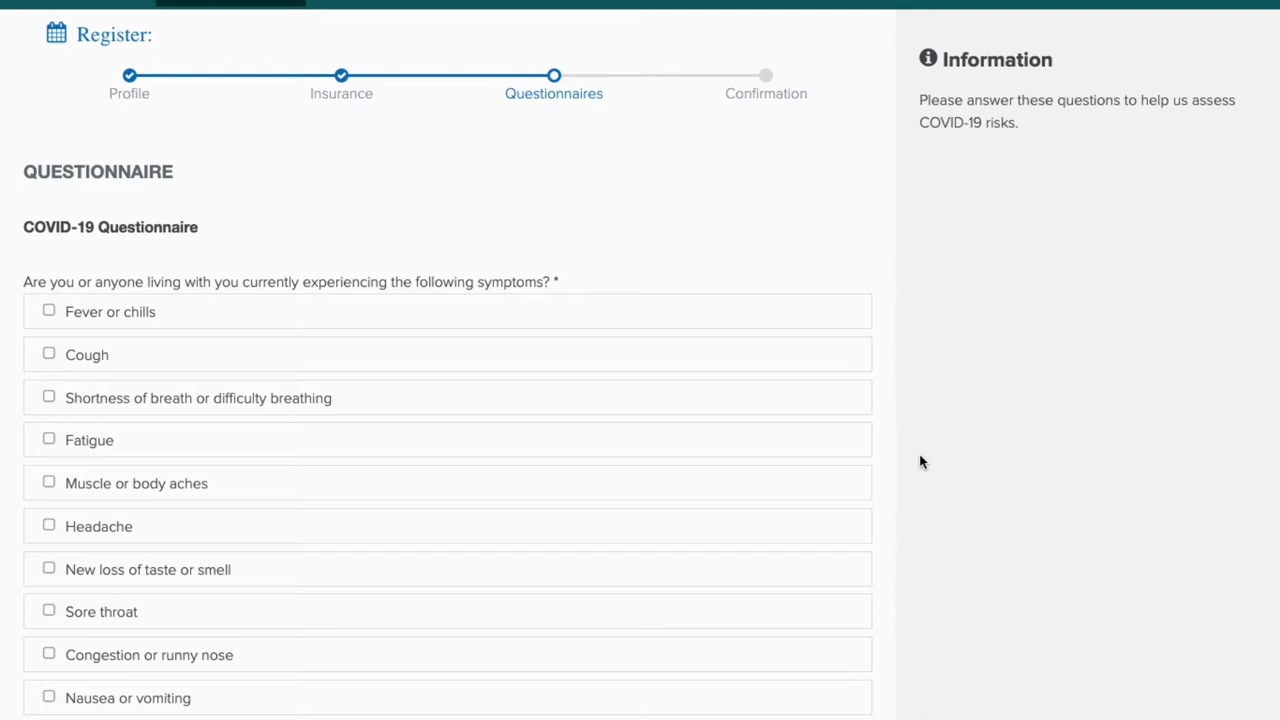 Register:
Profile
Insurance
Questionnaires
Confirmation
QUESTIONNAIRE
COVID-19 Questionnaire
Are you or anyone living with you currently experiencing the following symptoms? *
Fever or chills
Cough
Shortness of breath or difficulty breathing
Fatigue
Muscle or body aches
Headache
New loss of taste or smell
Sore throat
Congestion or runny nose
Nausea or vomiting
Information
Please answer these questions to help us assess
COVID-19 risks.